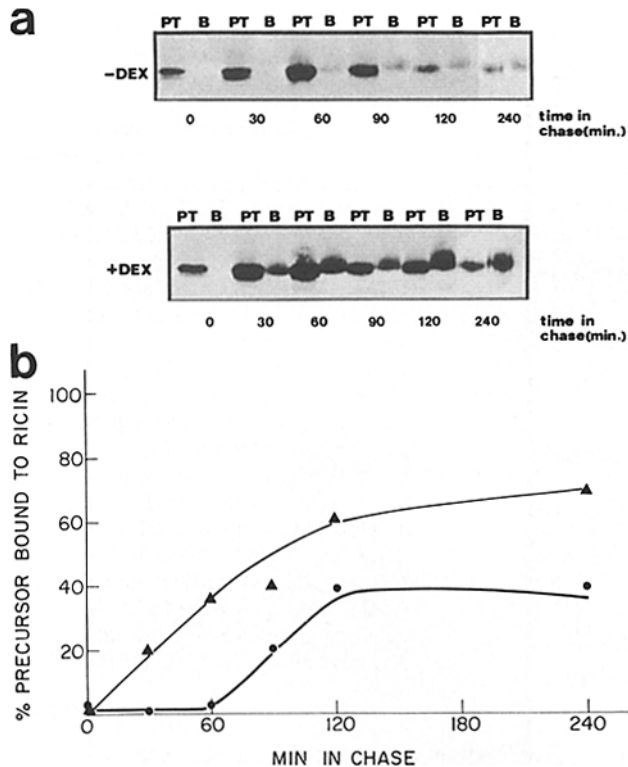 a
PT B PT B PT B PT B PT B PT B
-DEX
0 30 60 90 120 240 time in
chase(min.)
PT B PT B PT B PT B PT B PT B
+DEX
0 30 60 90 120 240 time in
chase(min.)
b
% PRECURSOR BOUND TO RICIN
100
80
60
40
20
0 60 120 180 240
MIN IN CHASE